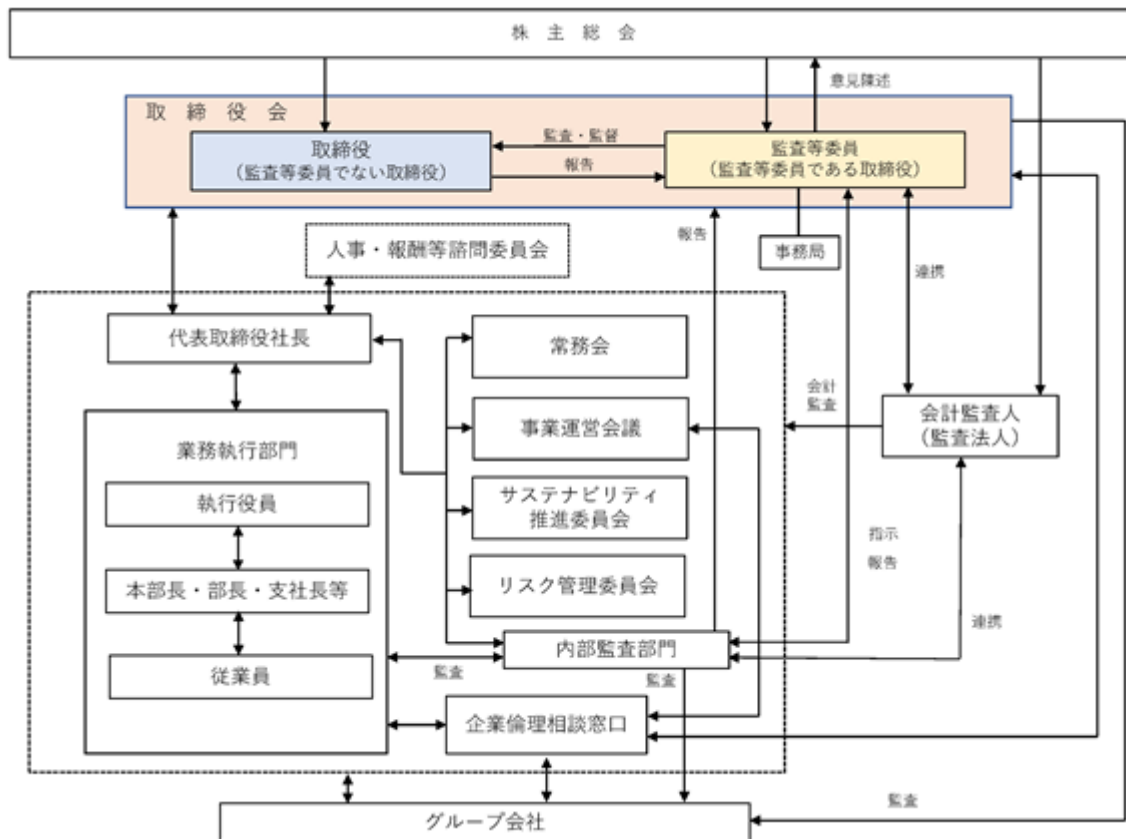 株主総会
意見陳述
取締役会
取締役
（監査等委員でない取締役）
監査・監督
報告
監査等委員
（監査等委員である取締役）
報告
事務局
連携
人事・報酬等諮問委員会
代表取締役社長
常務会
会計
監査
会計監査人
（監査法人）
事業運営会議
業務執行部門
執行役員
サステナビリティ
推進委員会
指示
報告
本部長・部長・支社長等
リスク管理委員会
連携
内部監査部門
従業員
監査
監査
企業倫理相談窓口
監査
グループ会社